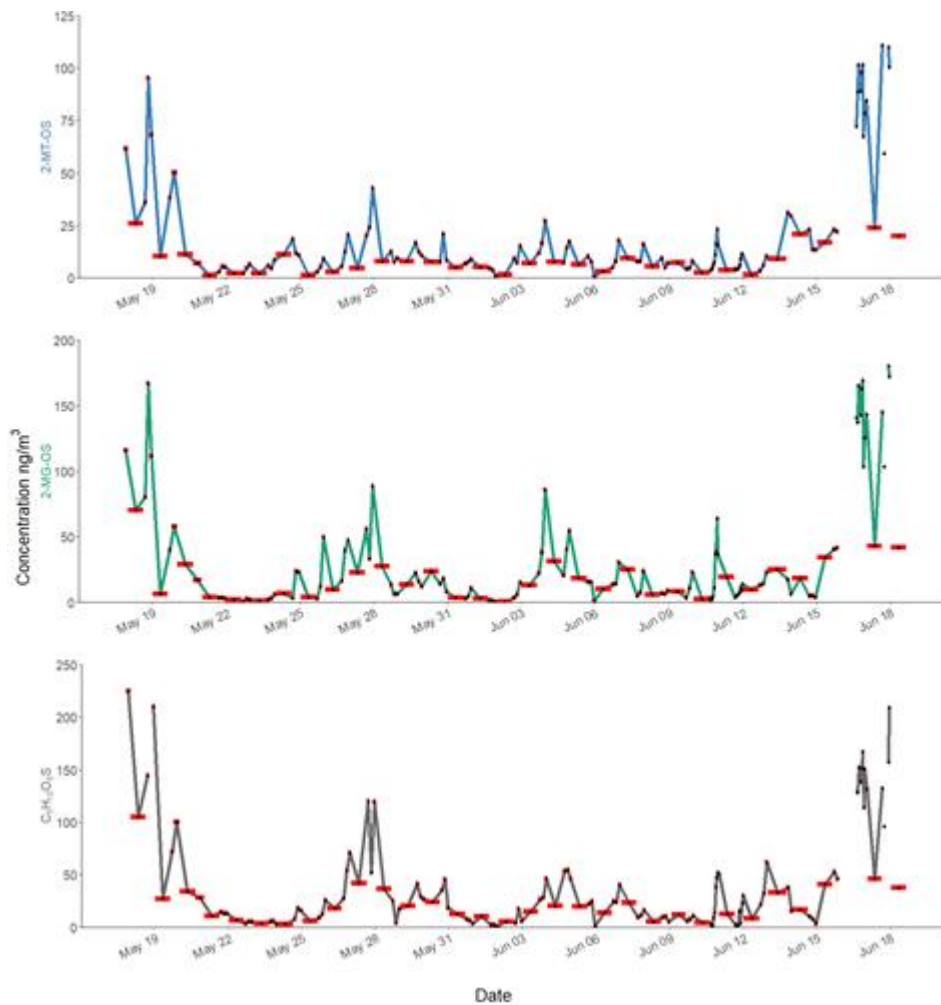 125
100
75
50
25
0
2-MT-OS
May 19
May 22
May 25
May 28
May 31
Jun 03
Jun 06
Jun 09
Jun 12
Jun 15
Jun 18
200
150
100
50
0
Concentration ng/m³
2-MG-OS
May 19
May 22
May 25
May 28
May 31
Jun 03
Jun 06
Jun 09
Jun 12
Jun 15
Jun 18
250
200
150
100
50
0
May 19
May 22
May 25
May 28
May 31
Jun 03
Jun 06
Jun 09
Jun 12
Jun 15
Jun 18
Date